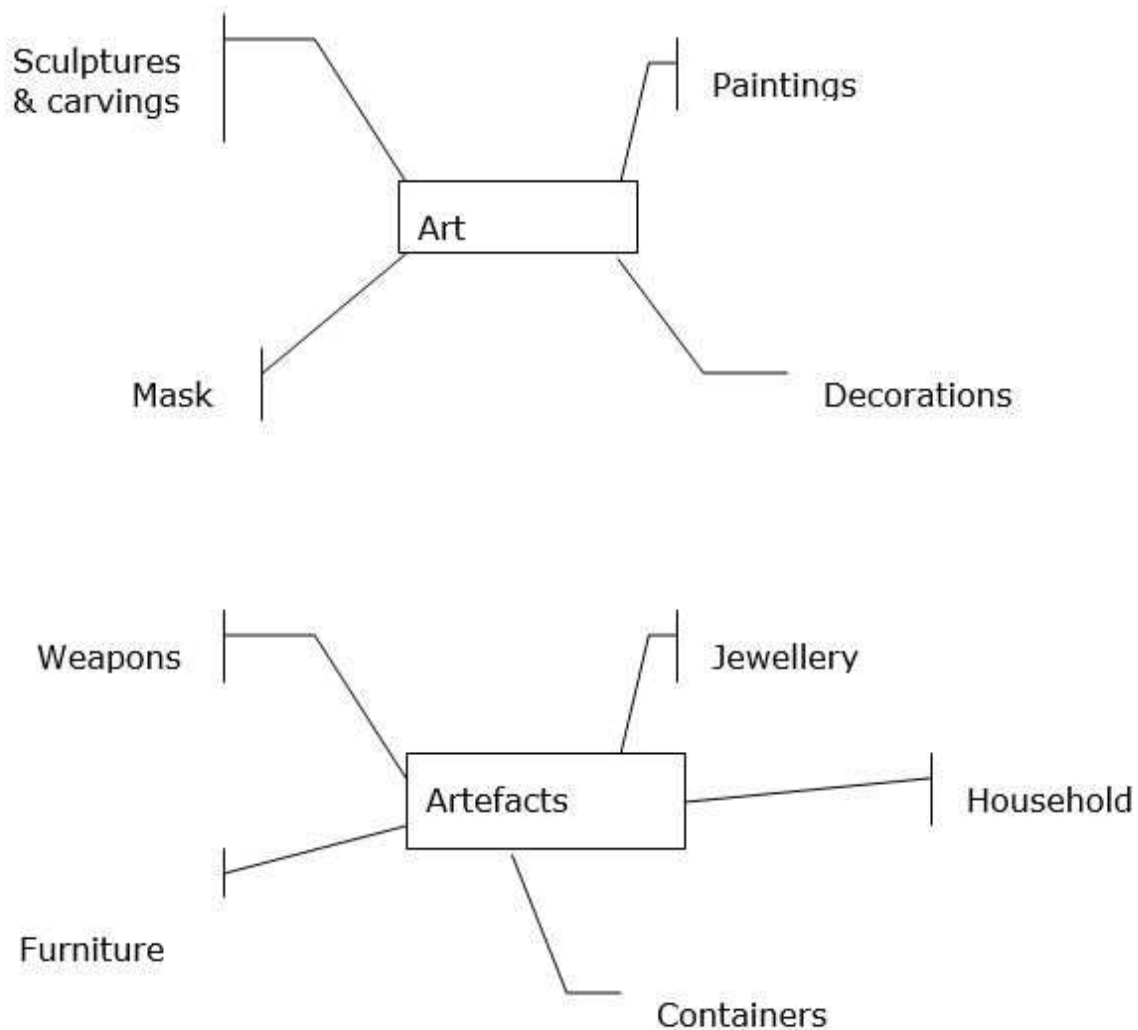 Sculptures
& carvings
Paintings
Art
Mask
Decorations
Weapons
Jewellery
Artefacts
Household
Furniture
Containers